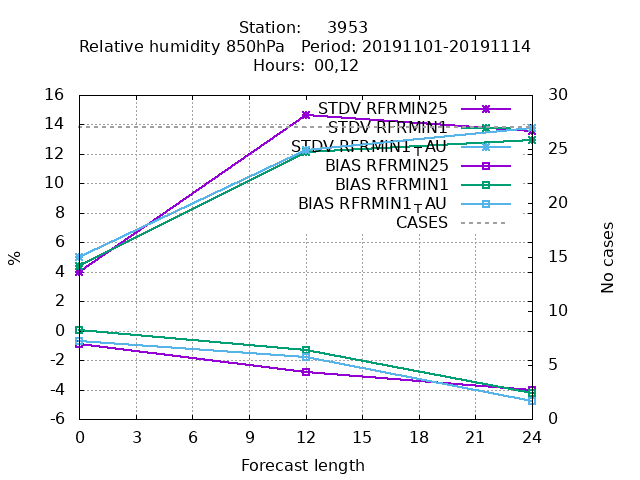 Station:     3953
Relative humidity 850hPa   Period: 20191101-20191114
Hours:  00,12
16
14
12
10
8
6
4
2
0
-2
-4
-6
%
30
25
20
15
10
5
0
No cases
STDV RFRMIN25
STDV RFRMIN1
STDV RFRMIN1TAU
BIAS RFRMIN25
BIAS RFRMIN1
BIAS RFRMIN1TAU
CASES
0 3 6 9 12 15 18 21 24
Forecast length